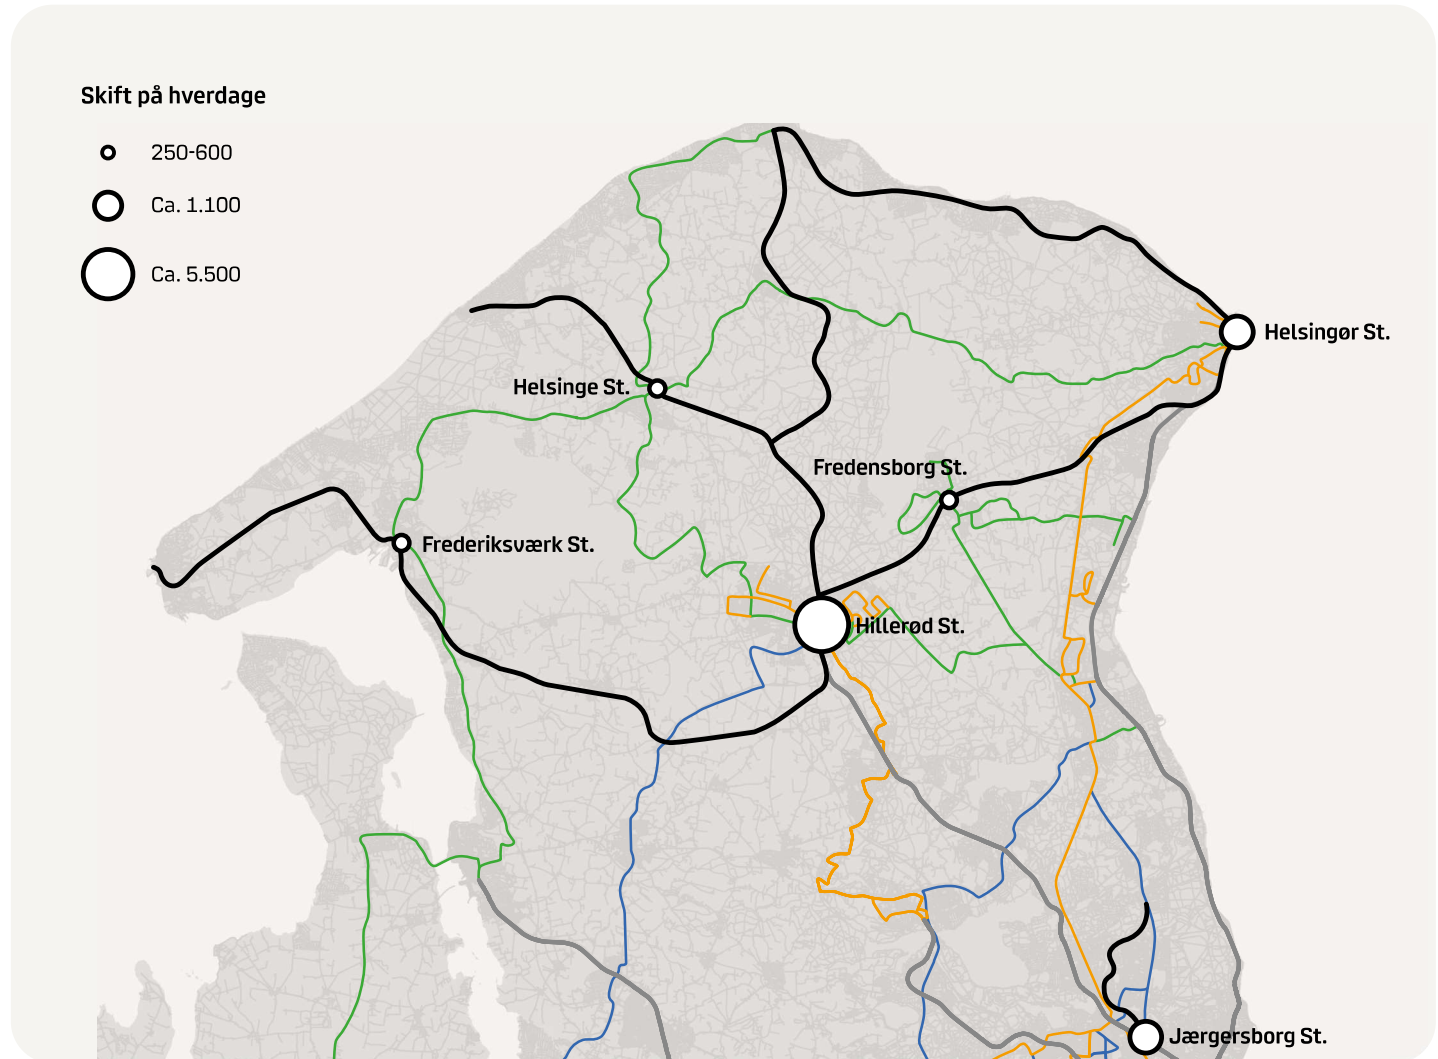 Skift på hverdage
250-600
Ca. 1.100
Ca. 5.500
Helsingør St.
Helsinge St.
Fredensborg St.
Frederiksværk St.
Hillerød St.
Jærgersborg St.